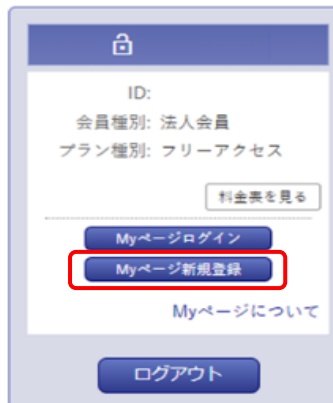 ID:
会員種別: 法人会員
プラン種別: フリーアクセス
料金表を見る
Myページログイン
Myページ新規登録
Myページについて
ログアウト